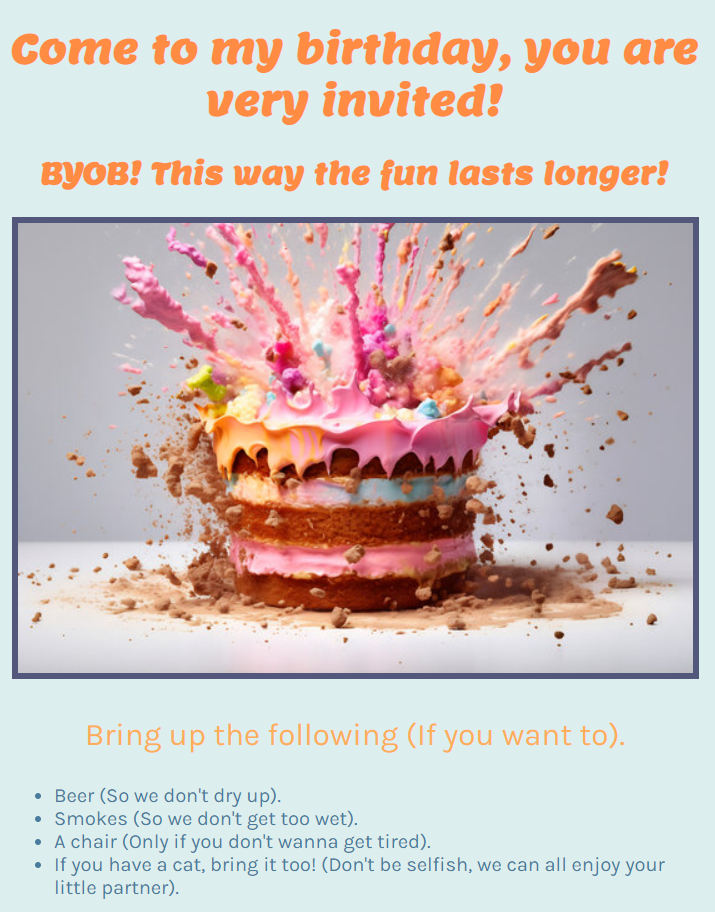 Come to my birthday, you are
very invited!
BYOB! This way the fun lasts longer!
Bring up the following (If you want to).
• Beer (So we don't dry up).
• Smokes (So we don't get too wet).
• A chair (Only if you don't wanna get tired).
• If you have a cat, bring it too! (Don't be selfish, we can all enjoy your
little partner).